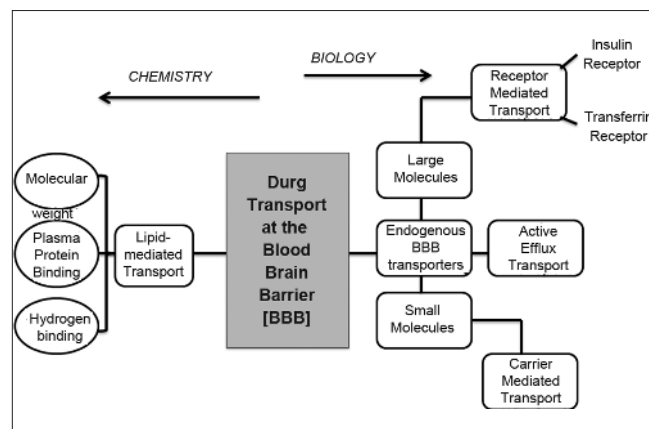 CHEMISTRY
BIOLOGY
Insulin
Receptor
Receptor
Mediated
Transport
Transferrin
Receptor
Large
Molecules
Molecular
weight
Plasma
Protein
Binding
Hydrogen
binding
Lipid-
mediated
Transport
Durg
Transport
at the
Blood
Brain
Barrier
[BBB]
Endogenous
BBB
transporters
Active
Efflux
Transport
Small
Molecules
Carrier
Mediated
Transport